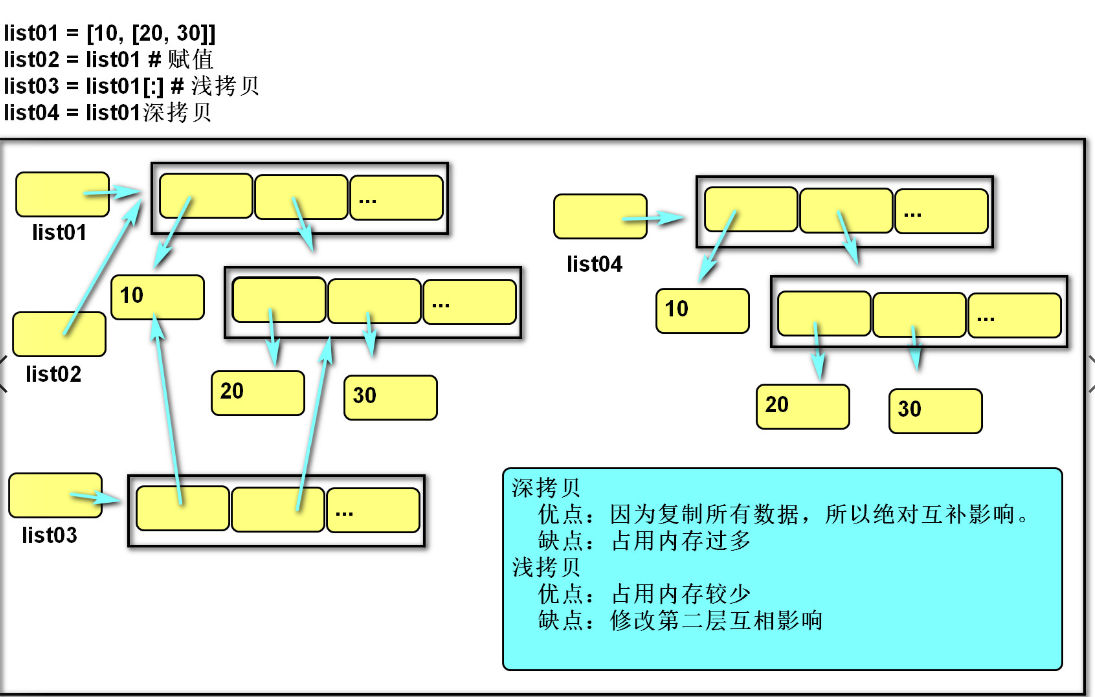 list01 = [10, [20, 30]]
list02 = list01 # 赋值
list03 = list01[:] # 浅拷贝
list04 = list01深拷贝
...
list01
list04
...
10
...
10
...
list02
20
30
20
30
...
list03
深拷贝
优点：因为复制所有数据，所以绝对互补影响。
缺点：占用内存过多
浅拷贝
优点：占用内存较少
缺点：修改第二层互相影响